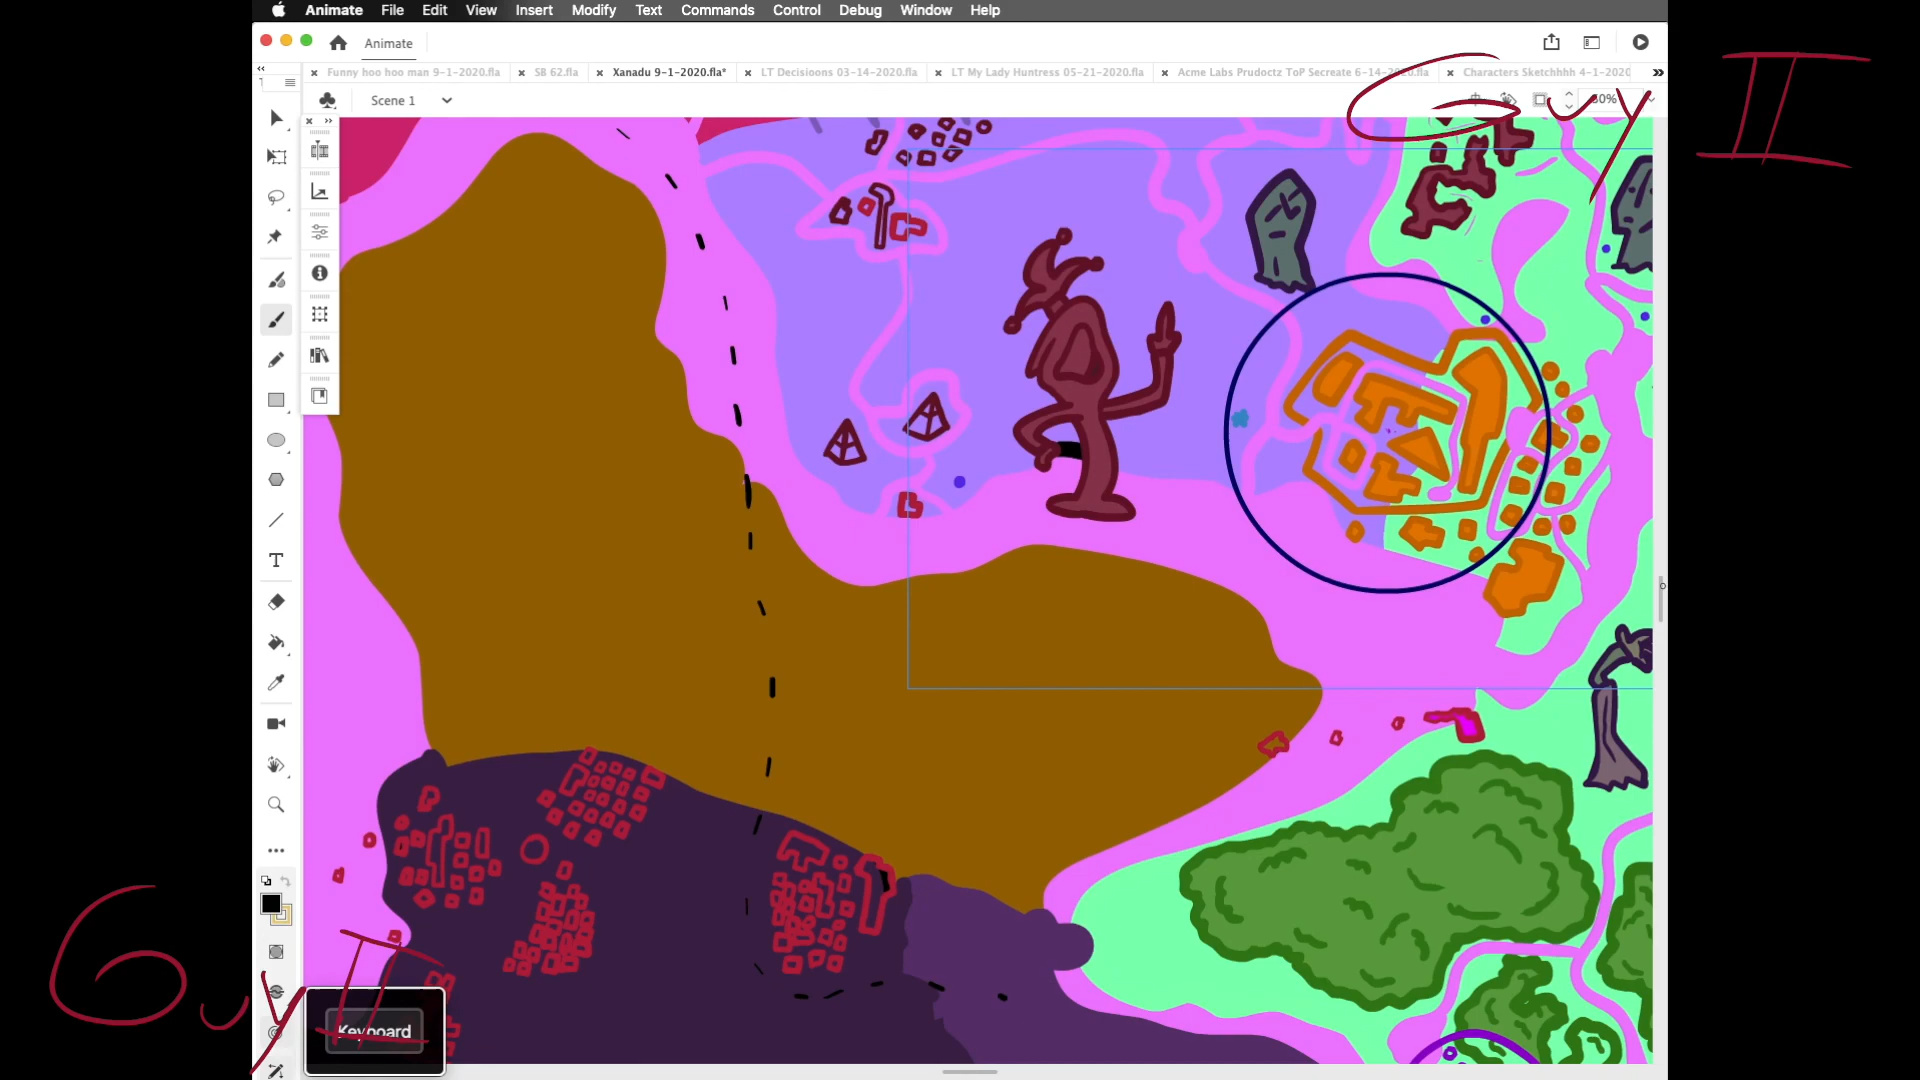 Animate File Edit View Insert Modify Text Commands Control Debug Window Help
Animate
Funny hoo hoo man 9-1-2020.fla SB 62.fla Xanadu 9-1-2020.fla* LT Decisioons 03-14-2020.fla LT My Lady Huntress 05-21-2020.fla Acme Labs Prudoctz ToP Secreate 6-14-2020.fla Characters Sketchhhh 4-1-2020
Scene 1
II
Keyboard